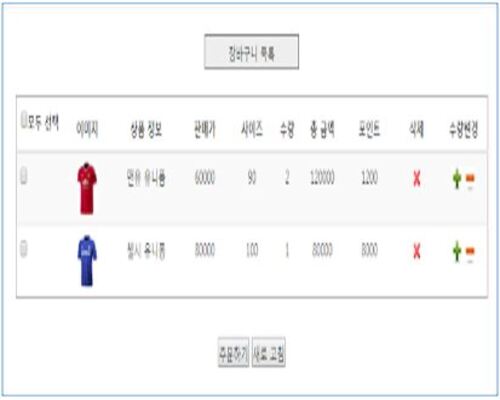 장바구니 목록
모두 선택 이미지 상품 정보 판매가 사이즈 수량 총 금액 포인트 삭제 수량변경
맨유 유니폼 60000 90 2 120000 1200
첼시 유니폼 80000 100 1 80000 8000
주문하기 새로 고침